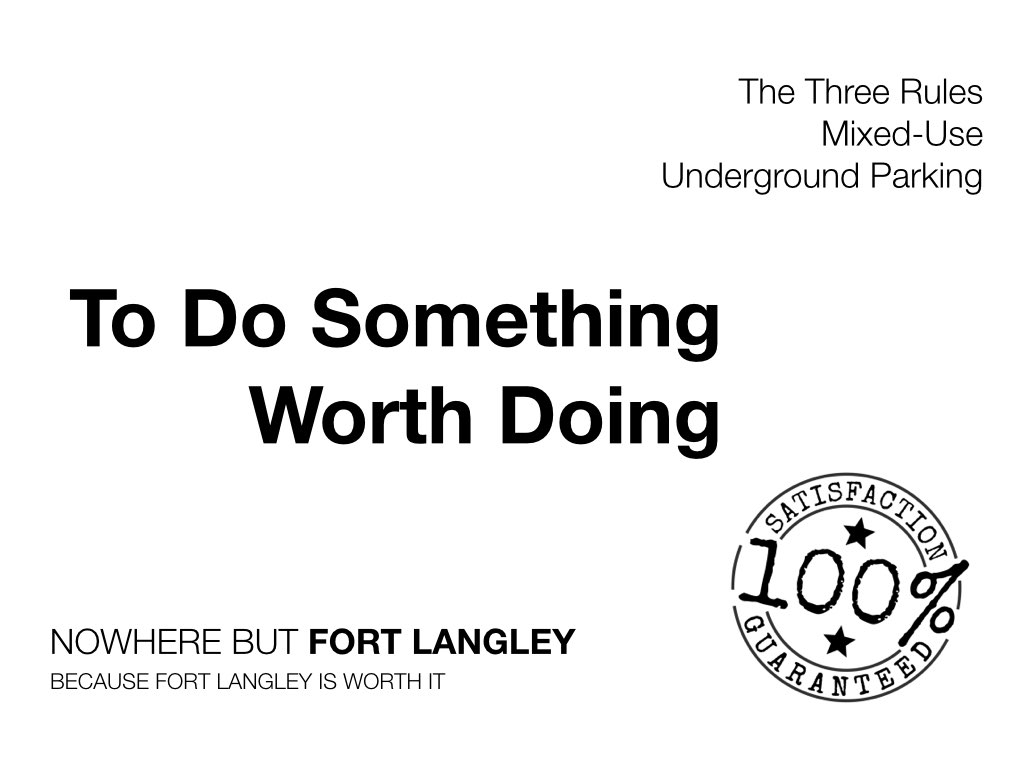 The Three Rules
Mixed-Use
Underground Parking
To Do Something
Worth Doing
SATISFACTION
100%
GUARANTEED
NOWHERE BUT FORT LANGLEY
BECAUSE FORT LANGLEY IS WORTH IT